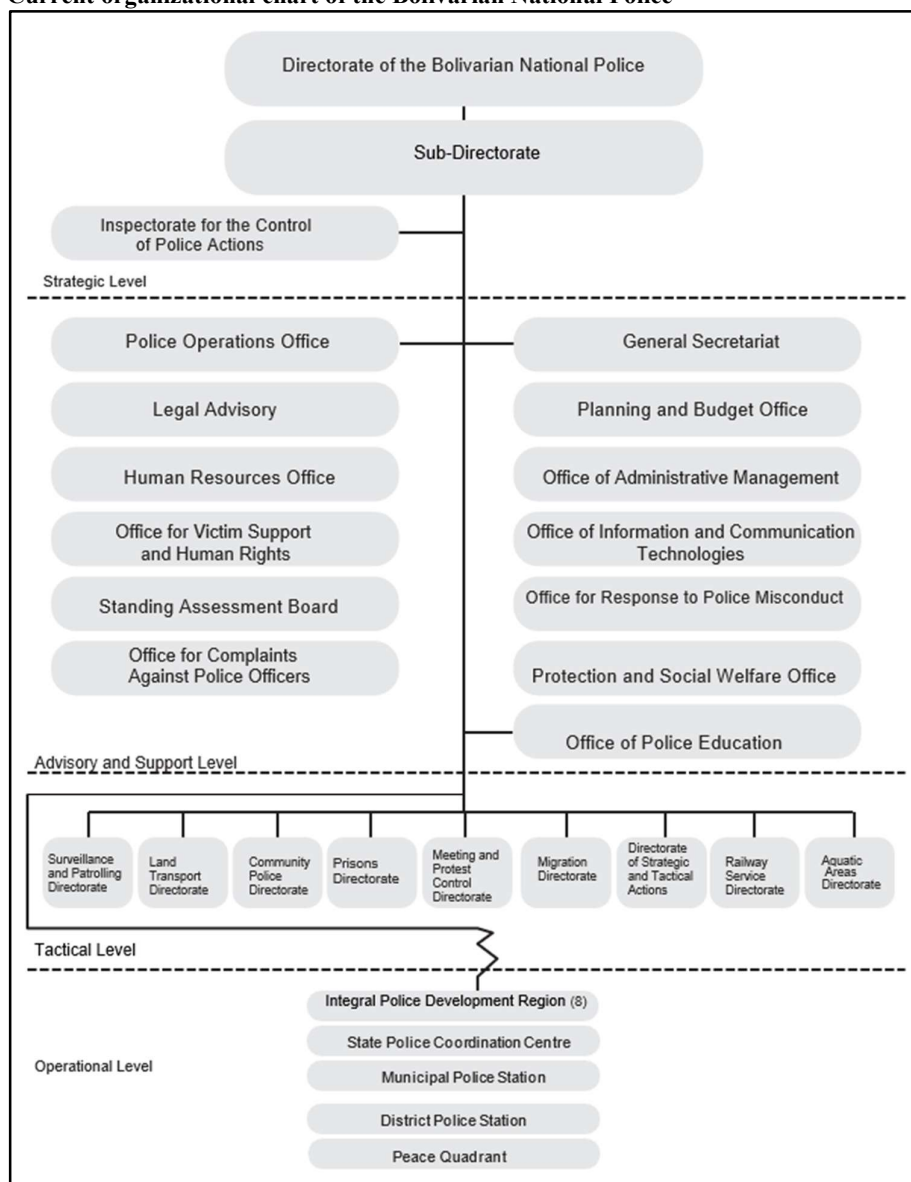 Current organizational chart of the Bolivarian National Police
Directorate of the Bolivarian National Police
Sub-Directorate
Inspectorate for the Control
of Police Actions
Strategic Level
Police Operations Office
General Secretariat
Legal Advisory
Planning and Budget Office
Human Resources Office
Office of Administrative Management
Office for Victim Support
and Human Rights
Office of Information and Communication
Technologies
Standing Assessment Board
Office for Response to Police Misconduct
Office for Complaints
Against Police Officers
Protection and Social Welfare Office
Office of Police Education
Advisory and Support Level
Surveillance
and Patrolling
Directorate
Land
Transport
Directorate
Community
Police
Directorate
Prisons
Directorate
Meeting and
Protest
Control
Directorate
Migration
Directorate
Directorate
of Strategic
and Tactical
Actions
Railway
Service
Directorate
Aquatic
Areas
Directorate
Tactical Level
Integral Police Development Region (8)
State Police Coordination Centre
Operational Level
Municipal Police Station
District Police Station
Peace Quadrant